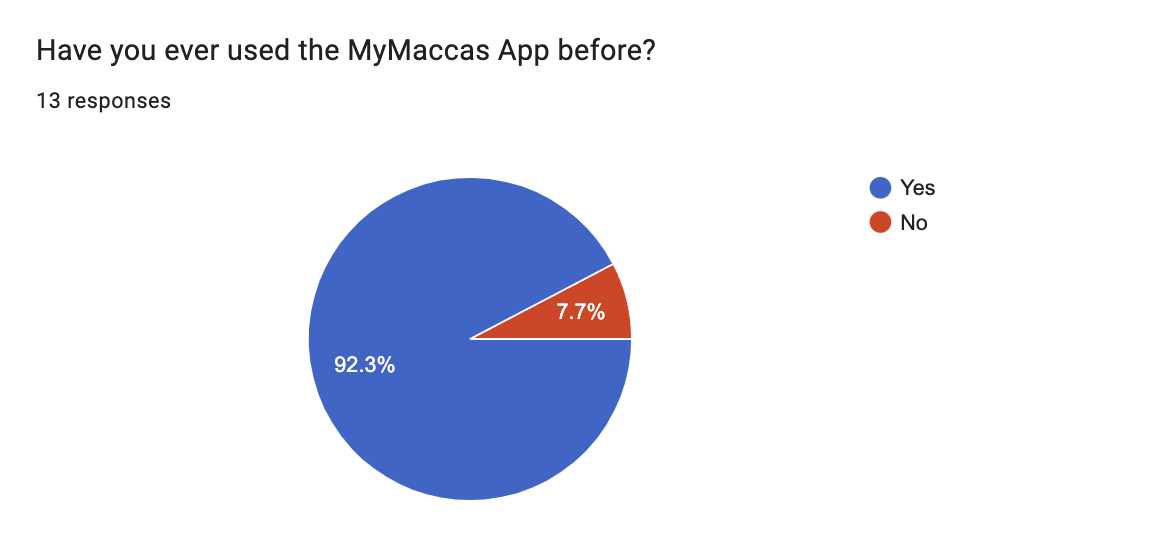 Have you ever used the MyMaccas App before?
13 responses
Yes
No
7.7%
92.3%